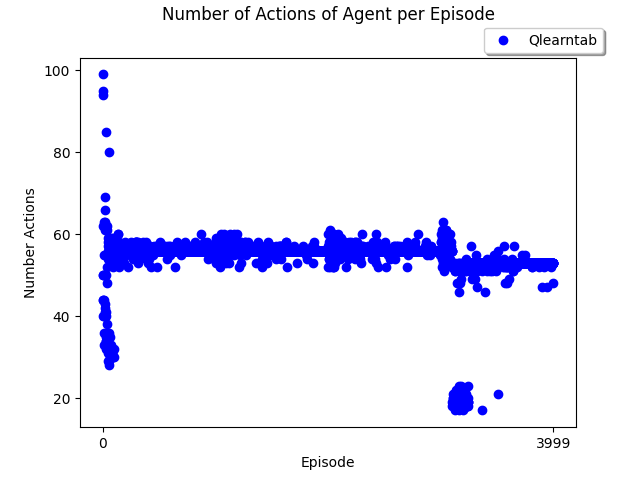 Number of Actions of Agent per Episode
Qlearntab
100
80
60
40
20
Number Actions
0
3999
Episode